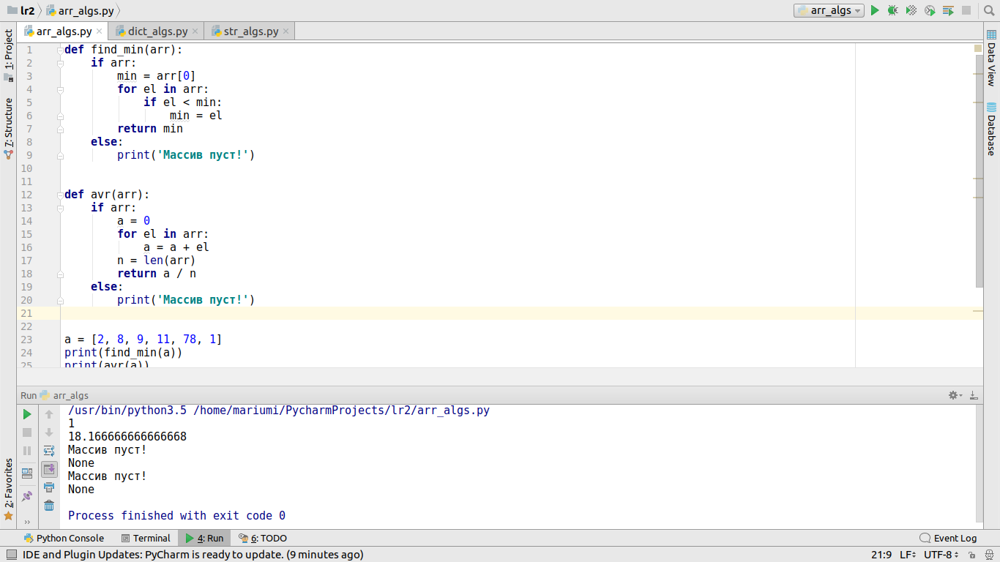 lr2 arr_algs.py arr_algs
arr_algs.py dict_algs.py str_algs.py
1: Project
7: Structure
2: Favorites
Data View
Database
1 def find_min(arr):
2 if arr:
3 min = arr[0]
4 for el in arr:
5 if el < min:
6 min = el
7 return min
8 else:
9 print('Массив пуст!')
10
11
12 def avr(arr):
13 if arr:
14 a = 0
15 for el in arr:
16 a = a + el
17 n = len(arr)
18 return a / n
19 else:
20 print('Массив пуст!')
21
22
23 a = [2, 8, 9, 11, 78, 1]
24 print(find_min(a))
25 print(avr(a))
Run arr_algs
/usr/bin/python3.5 /home/mariumi/PycharmProjects/lr2/arr_algs.py
1
18.166666666666668
Массив пуст!
None
Массив пуст!
None
Process finished with exit code 0
Python Console Terminal 4: Run 6: TODO Event Log
IDE and Plugin Updates: PyCharm is ready to update. (9 minutes ago) 21:9 LF UTF-8